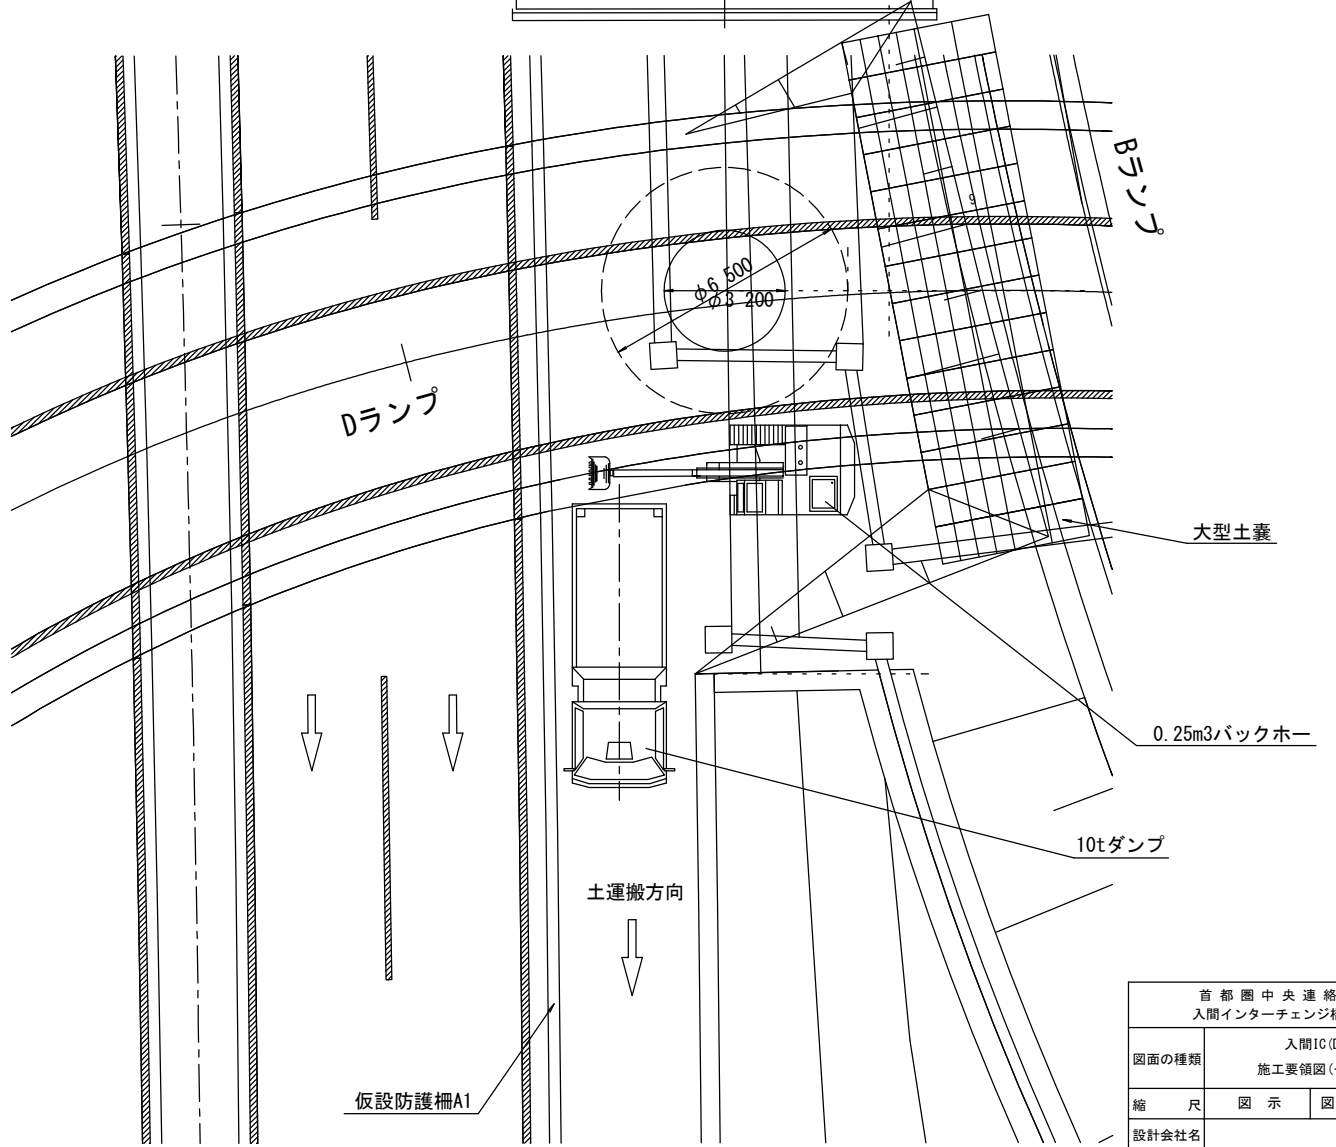 Bランプ
9
φ6 500
φ3 200
Dランプ
大型土嚢
0.25m3バックホー
10tダンプ
土運搬方向
仮設防護柵A1
首都圏中央連絡
入間インターチェンジ
図面の種類
入間IC(D
施工要領図(
縮 尺
図 示
図
設計会社名